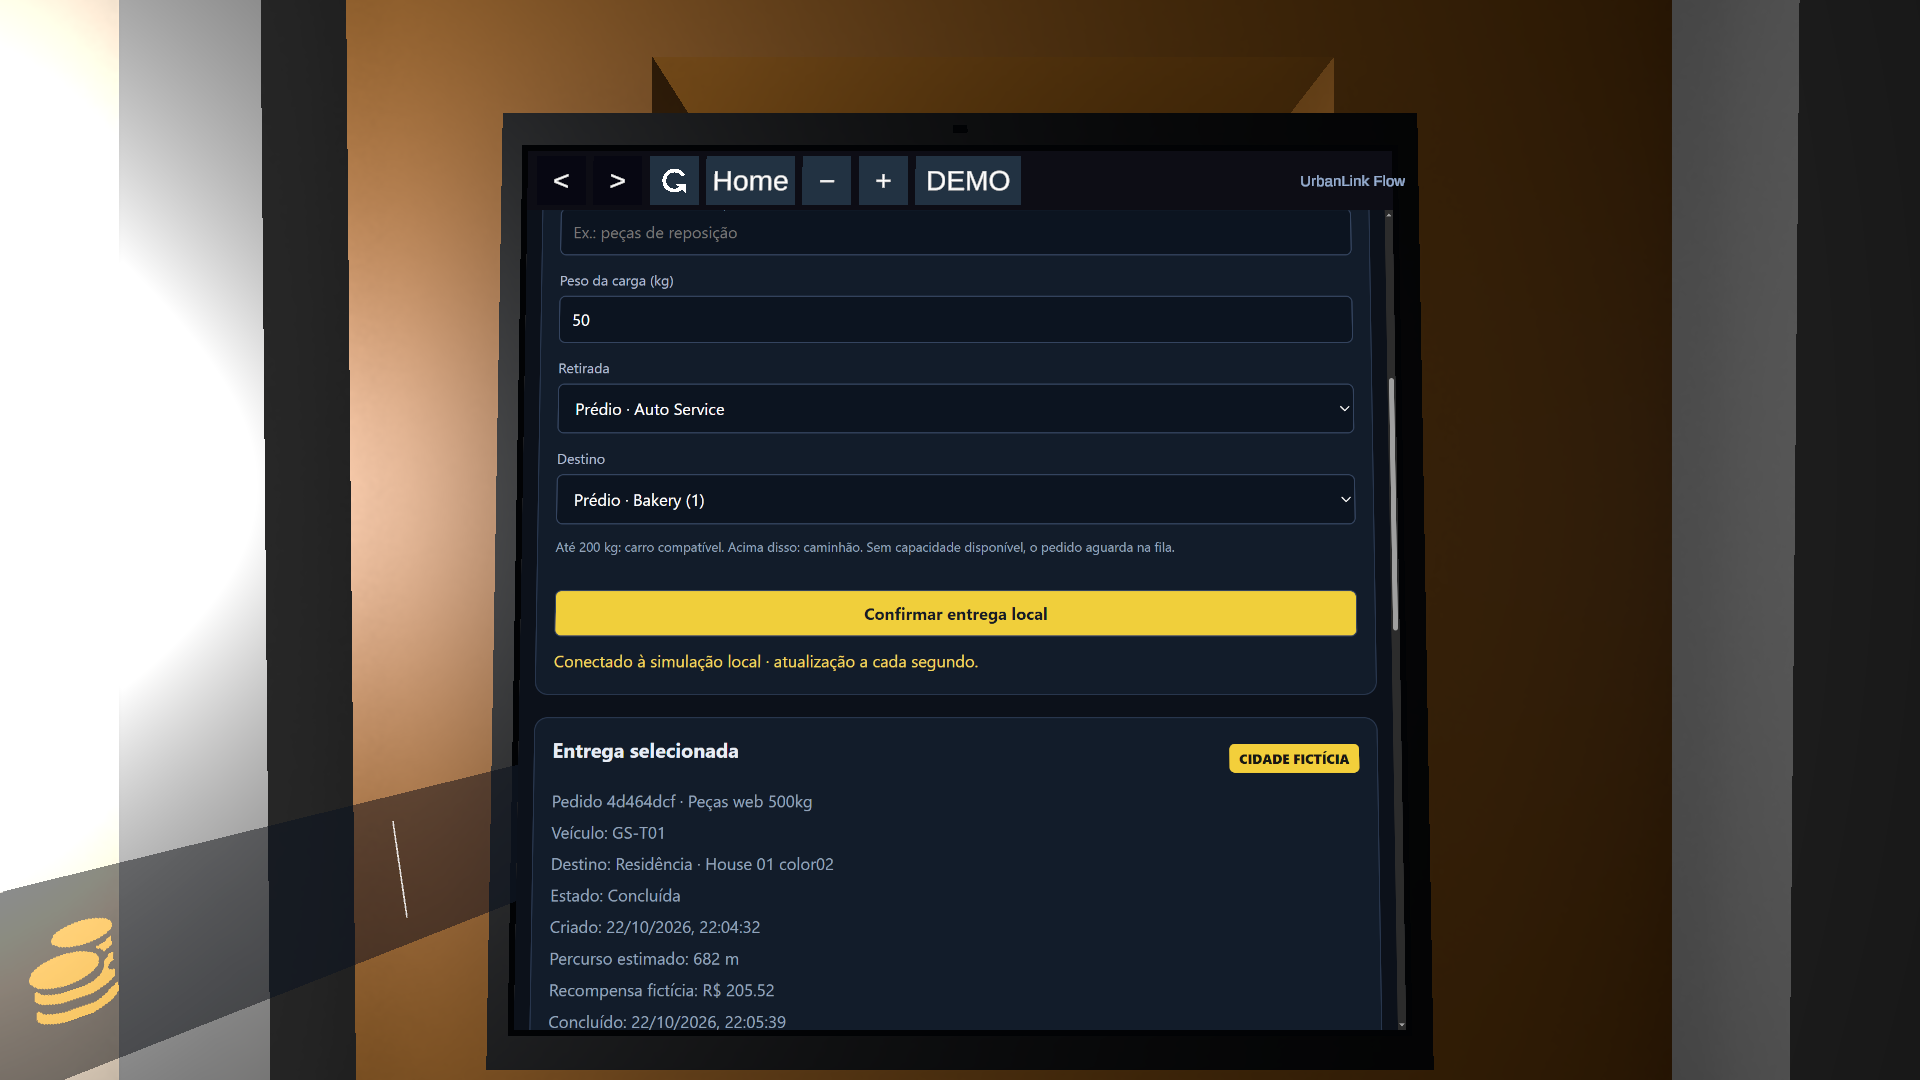 < > Home − + DEMO UrbanLink Flow
Ex.: peças de reposição
Peso da carga (kg)
50
Retirada
Prédio · Auto Service
Destino
Prédio · Bakery (1)
Até 200 kg: carro compatível. Acima disso: caminhão. Sem capacidade disponível, o pedido aguarda na fila.
Confirmar entrega local
Conectado à simulação local · atualização a cada segundo.
Entrega selecionada
CIDADE FICTÍCIA
Pedido 4d464dcf · Peças web 500kg
Veículo: GS-T01
Destino: Residência · House 01 color02
Estado: Concluída
Criado: 22/10/2026, 22:04:32
Percurso estimado: 682 m
Recompensa fictícia: R$ 205.52
Concluído: 22/10/2026, 22:05:39